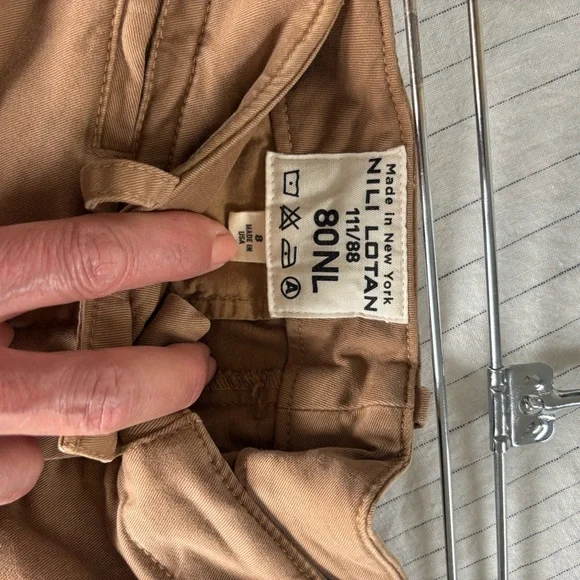 Made in New York
NILI LOTAN
111/88
80NL
A
8
MADE IN
USA